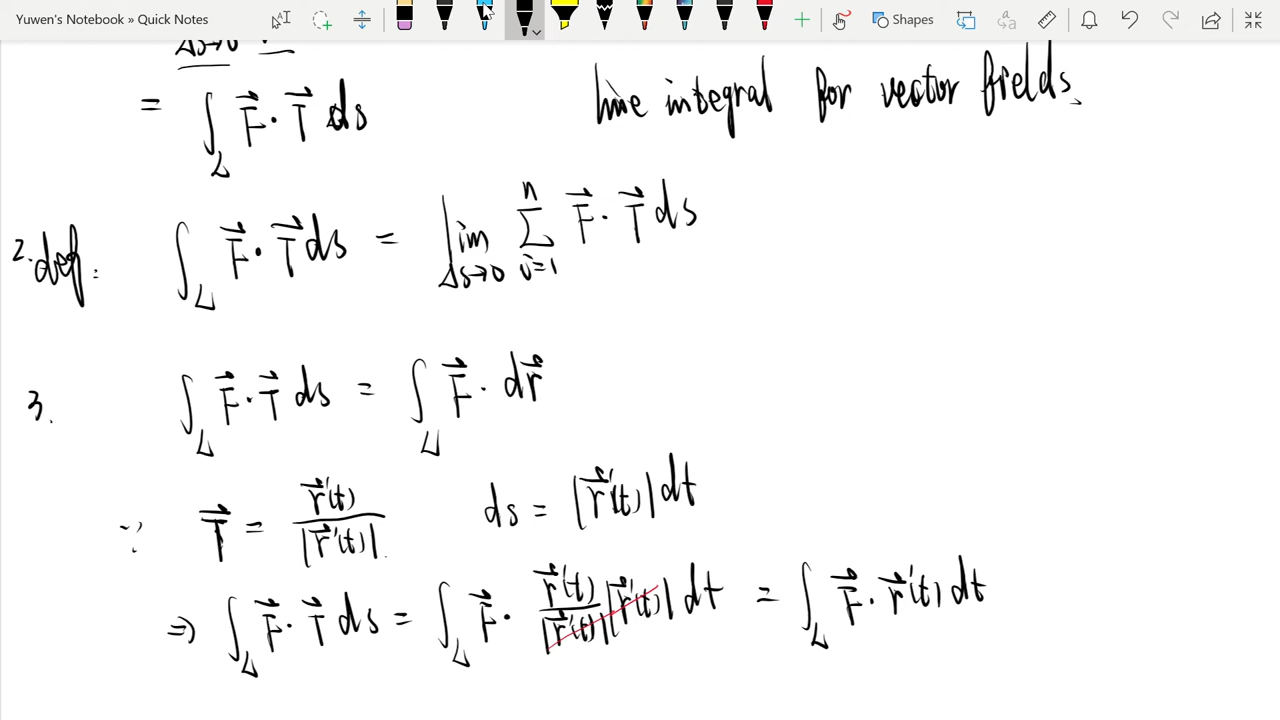 Yuwen's Notebook » Quick Notes
Shapes
Δs→0
= ∫_L F⃗ · T⃗ ds line integral for vector fields.
2. def: ∫_L F⃗ · T⃗ ds = lim_{Δs→0} ∑_{i=1}^{n} F⃗ · T⃗ ds
3. ∫_L F⃗ · T⃗ ds = ∫_L F⃗ · dr⃗
∵ T⃗ = r⃗'(t) / |r⃗'(t)| ds = |r⃗'(t)| dt
⇒ ∫_L F⃗ · T⃗ ds = ∫_L F⃗ · r⃗'(t) / |r⃗'(t)| |r⃗'(t)| dt = ∫_L F⃗ · r⃗'(t) dt